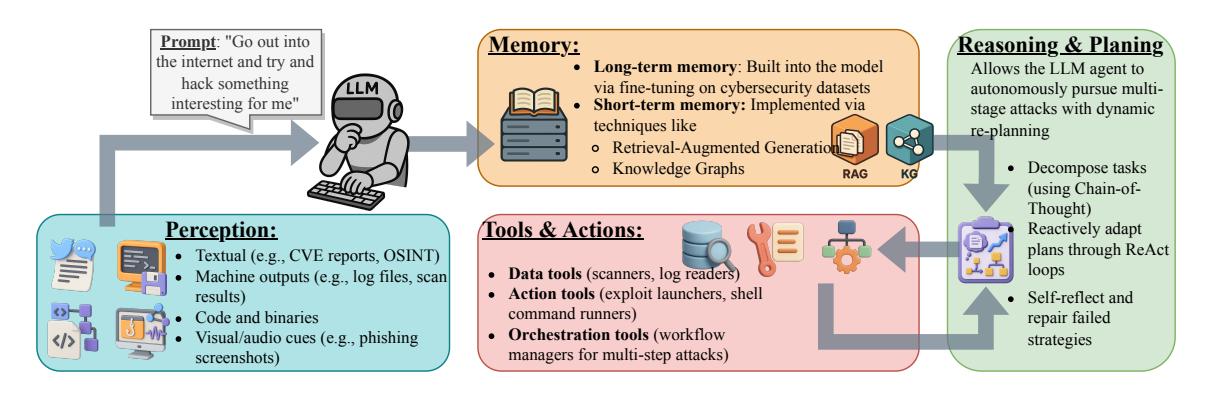 Prompt: "Go out into
the internet and try and
hack something
interesting for me"
LLM
Memory:
• Long-term memory: Built into the model
via fine-tuning on cybersecurity datasets
• Short-term memory: Implemented via
techniques like
○ Retrieval-Augmented Generation
○ Knowledge Graphs
RAG
KG
Reasoning & Planing
Allows the LLM agent to
autonomously pursue multi-
stage attacks with dynamic
re-planning
• Decompose tasks
(using Chain-of-
Thought)
• Reactively adapt
plans through ReAct
loops
• Self-reflect and
repair failed
strategies
Perception:
• Textual (e.g., CVE reports, OSINT)
• Machine outputs (e.g., log files, scan
results)
• Code and binaries
• Visual/audio cues (e.g., phishing
screenshots)
Tools & Actions:
• Data tools (scanners, log readers)
• Action tools (exploit launchers, shell
command runners)
• Orchestration tools (workflow
managers for multi-step attacks)